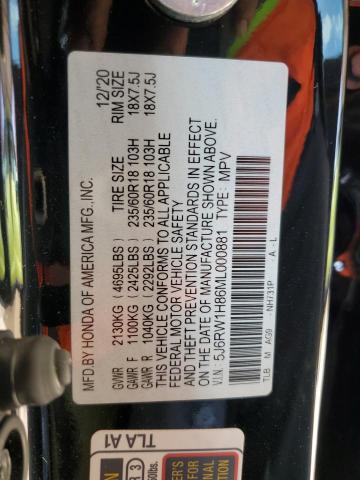 MFD.BY HONDA OF AMERICA MFG.,INC. 12/'20
TIRE SIZE RIM SIZE
GVWR 2130KG (4695LBS)
GAWR F 1100KG (2425LBS) 235/60R18 103H 18X7.5J
GAWR R 1040KG (2292LBS) 235/60R18 103H 18X7.5J
THIS VEHICLE CONFORMS TO ALL APPLICABLE
FEDERAL MOTOR VEHICLE SAFETY
AND THEFT PREVENTION STANDARDS IN EFFECT
ON THE DATE OF MANUFACTURE SHOWN ABOVE.
V.I.N.: 5J6RW1H86ML000881 TYPE: MPV
TLB M AG9 NH731P A - L
TLA A1